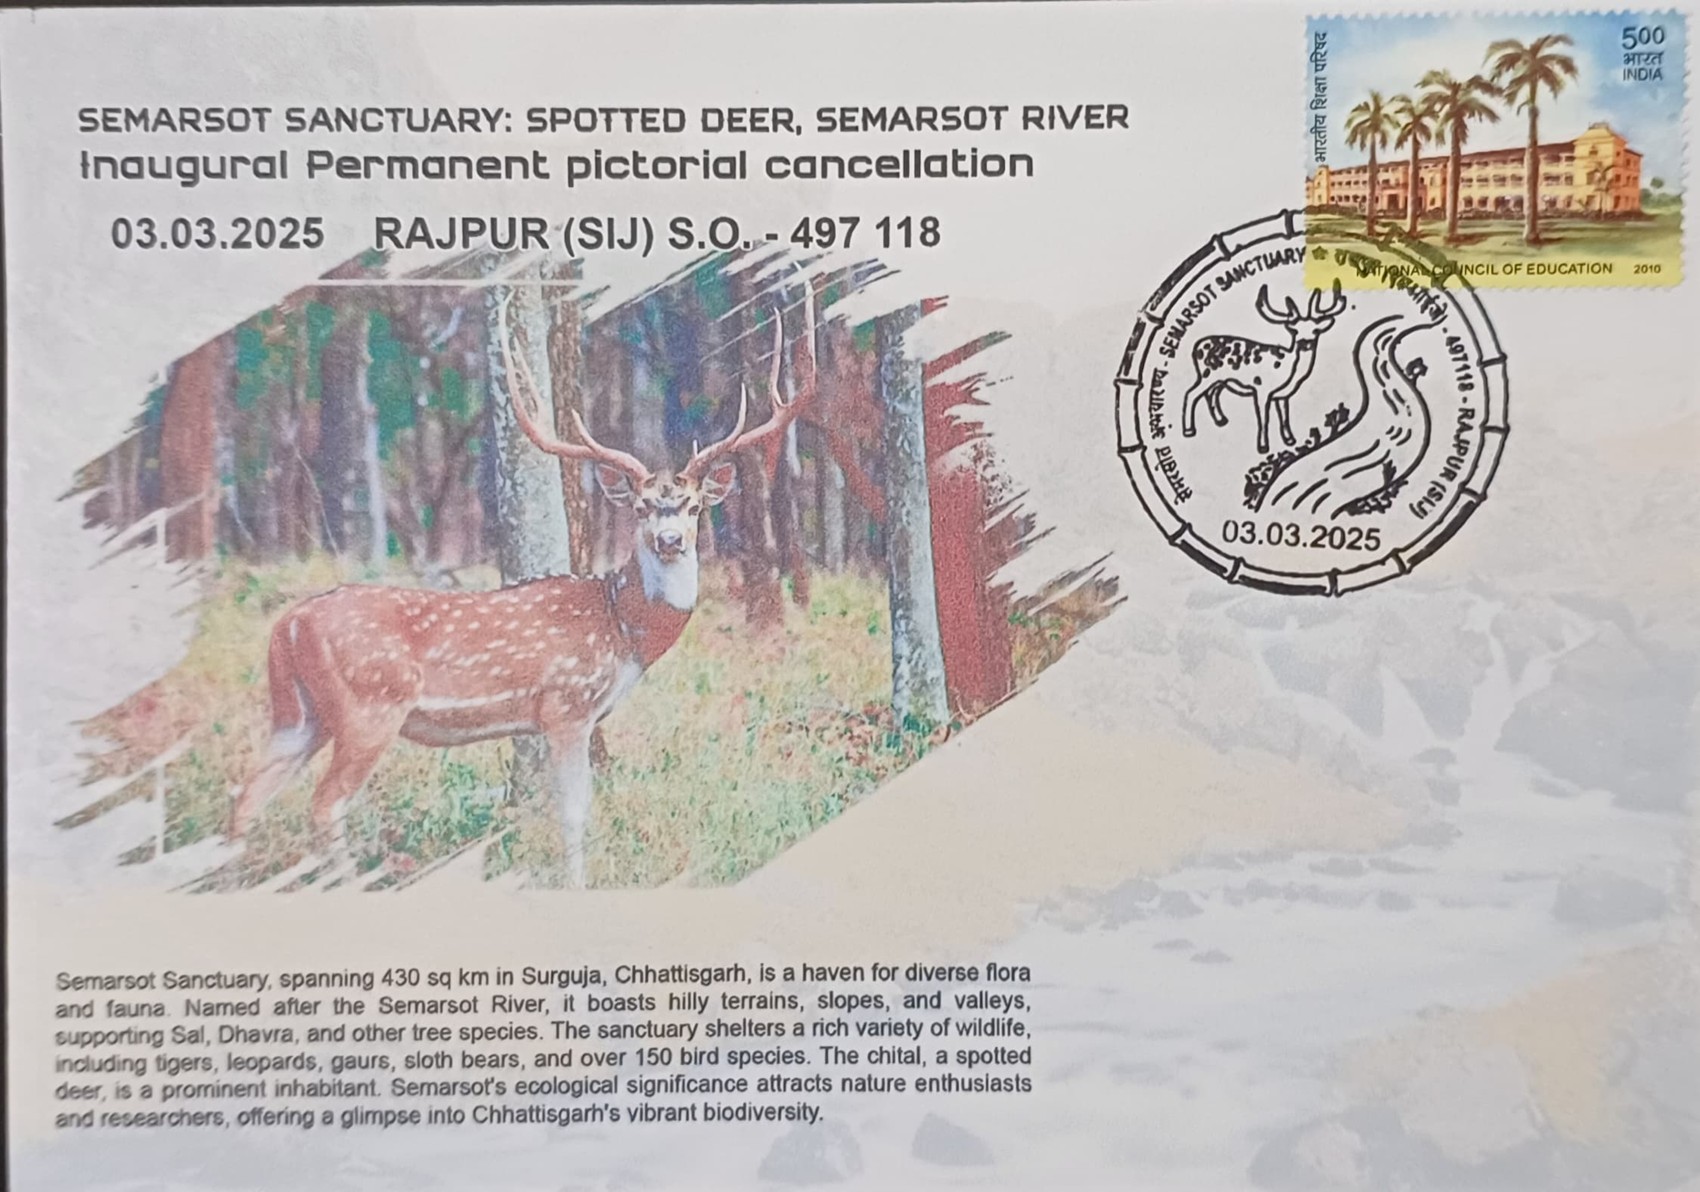 SEMARSOT SANCTUARY: SPOTTED DEER, SEMARSOT RIVER
Inaugural Permanent pictorial cancellation
03.03.2025 RAJPUR (SIJ) S.O. - 497 118
भारतीय शिक्षा परिषद
500
भारत
INDIA
NATIONAL COUNCIL OF EDUCATION 2010
सेमरसोत अभयारण्य - SEMARSOT SANCTUARY
- 497118 - RAJPUR (SIJ)
03.03.2025
Semarsot Sanctuary, spanning 430 sq km in Surguja, Chhattisgarh, is a haven for diverse flora
and fauna. Named after the Semarsot River, it boasts hilly terrains, slopes, and valleys,
supporting Sal, Dhavra, and other tree species. The sanctuary shelters a rich variety of wildlife,
including tigers, leopards, gaurs, sloth bears, and over 150 bird species. The chital, a spotted
deer, is a prominent inhabitant. Semarsot's ecological significance attracts nature enthusiasts
and researchers, offering a glimpse into Chhattisgarh's vibrant biodiversity.